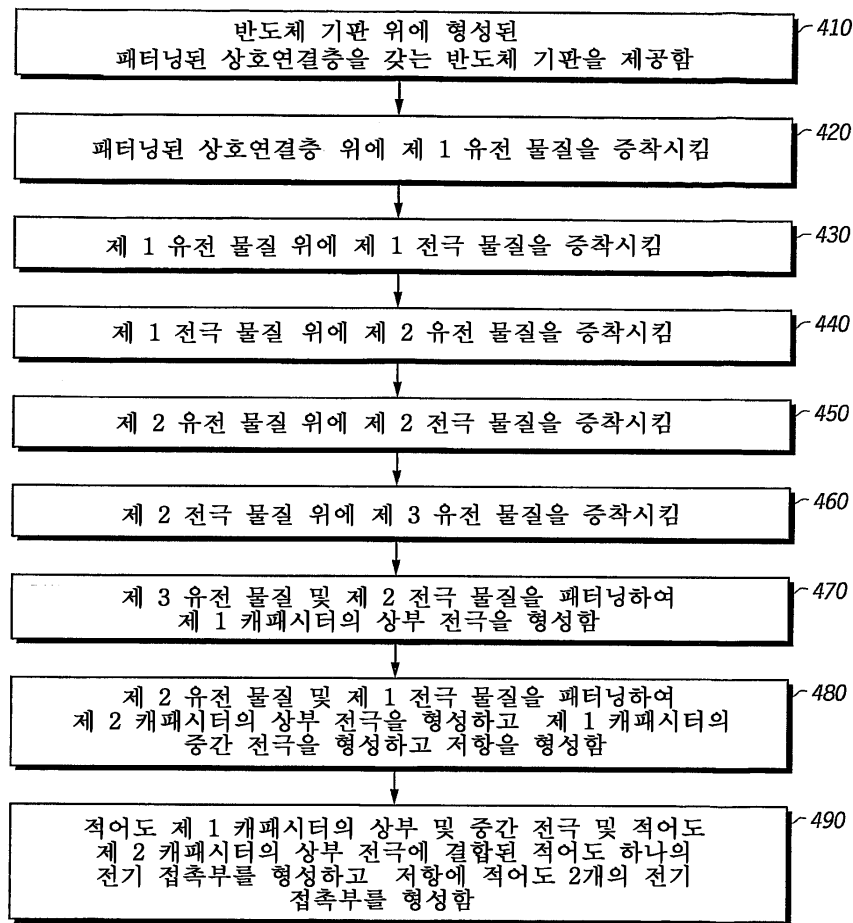 반도체 기판 위에 형성된
패터닝된 상호연결층을 갖는 반도체 기판을 제공함
410
패터닝된 상호연결층 위에 제 1 유전 물질을 증착시킴
420
제 1 유전 물질 위에 제 1 전극 물질을 증착시킴
430
제 1 전극 물질 위에 제 2 유전 물질을 증착시킴
440
제 2 유전 물질 위에 제 2 전극 물질을 증착시킴
450
제 2 전극 물질 위에 제 3 유전 물질을 증착시킴
460
제 3 유전 물질 및 제 2 전극 물질을 패터닝하여
제 1 캐패시터의 상부 전극을 형성함
470
제 2 유전 물질 및 제 1 전극 물질을 패터닝하여
제 2 캐패시터의 상부 전극을 형성하고 제 1 캐패시터의
중간 전극을 형성하고 저항을 형성함
480
적어도 제 1 캐패시터의 상부 및 중간 전극 및 적어도
제 2 캐패시터의 상부 전극에 결합된 적어도 하나의
전기 접촉부를 형성하고 저항에 적어도 2개의 전기
접촉부를 형성함
490